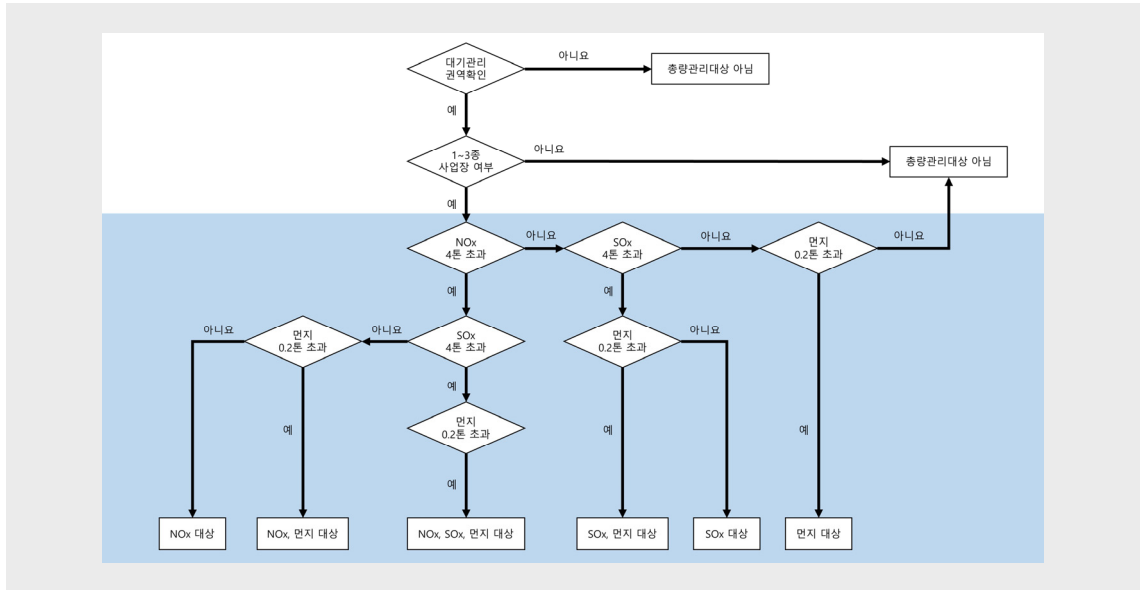 대기관리
권역확인
아니요
총량관리대상 아님
예
1~3종
사업장 여부
아니요
총량관리대상 아님
예
NOx
4톤 초과
아니요
SOx
4톤 초과
아니요
먼지
0.2톤 초과
아니요
예
예
아니요
먼지
0.2톤 초과
아니요
SOx
4톤 초과
먼지
0.2톤 초과
아니요
예
먼지
0.2톤 초과
예
예
예
예
예
NOx 대상
NOx, 먼지 대상
NOx, SOx, 먼지 대상
SOx, 먼지 대상
SOx 대상
먼지 대상